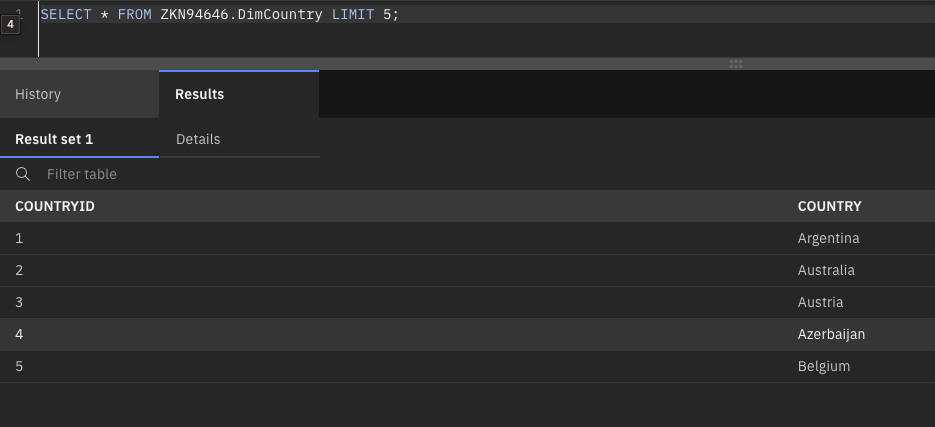 1 SELECT * FROM ZKN94646.DimCountry LIMIT 5;
4
History Results
Result set 1 Details
Filter table
COUNTRYID COUNTRY
1 Argentina
2 Australia
3 Austria
4 Azerbaijan
5 Belgium